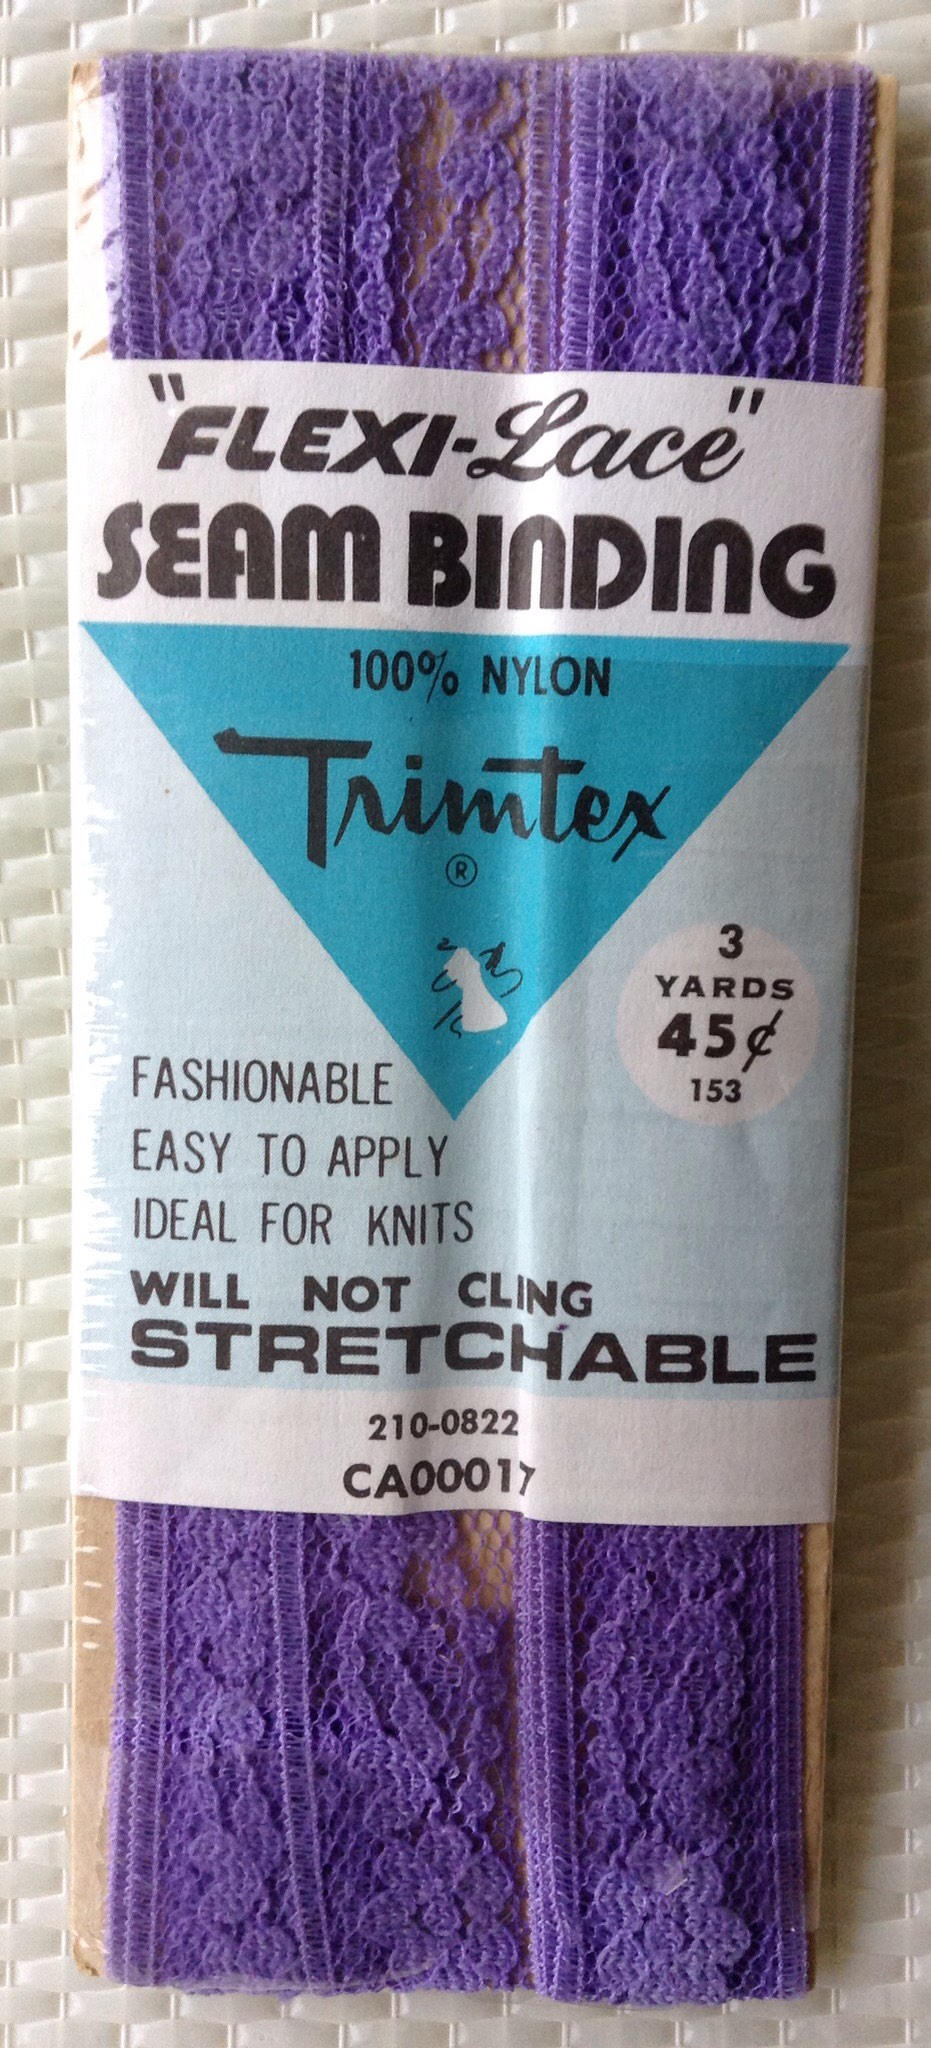 "FLEXI-Lace"
SEAM BINDING
100% NYLON
Trimtex
®
3
YARDS
45¢
153
FASHIONABLE
EASY TO APPLY
IDEAL FOR KNITS
WILL NOT CLING
STRETCHABLE
210-0822
CA00017